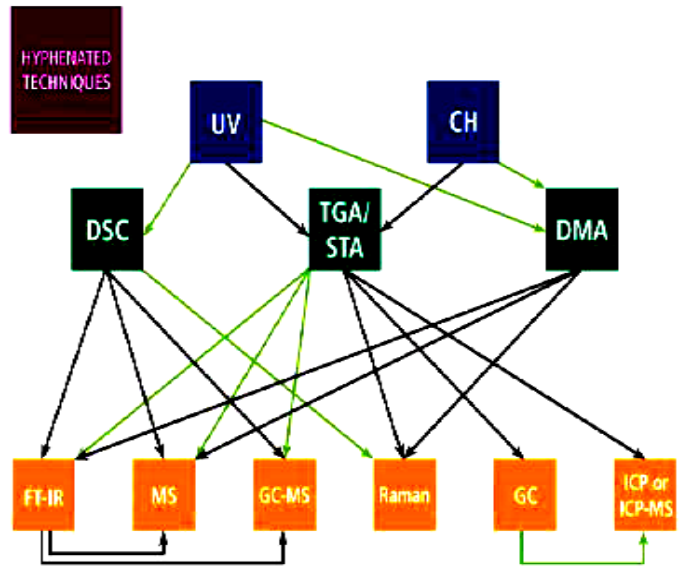 HYPHENATED
TECHNIQUES
UV
CH
DSC
TGA/
STA
DMA
FT-IR
MS
GC-MS
Raman
GC
ICP or
ICP-MS